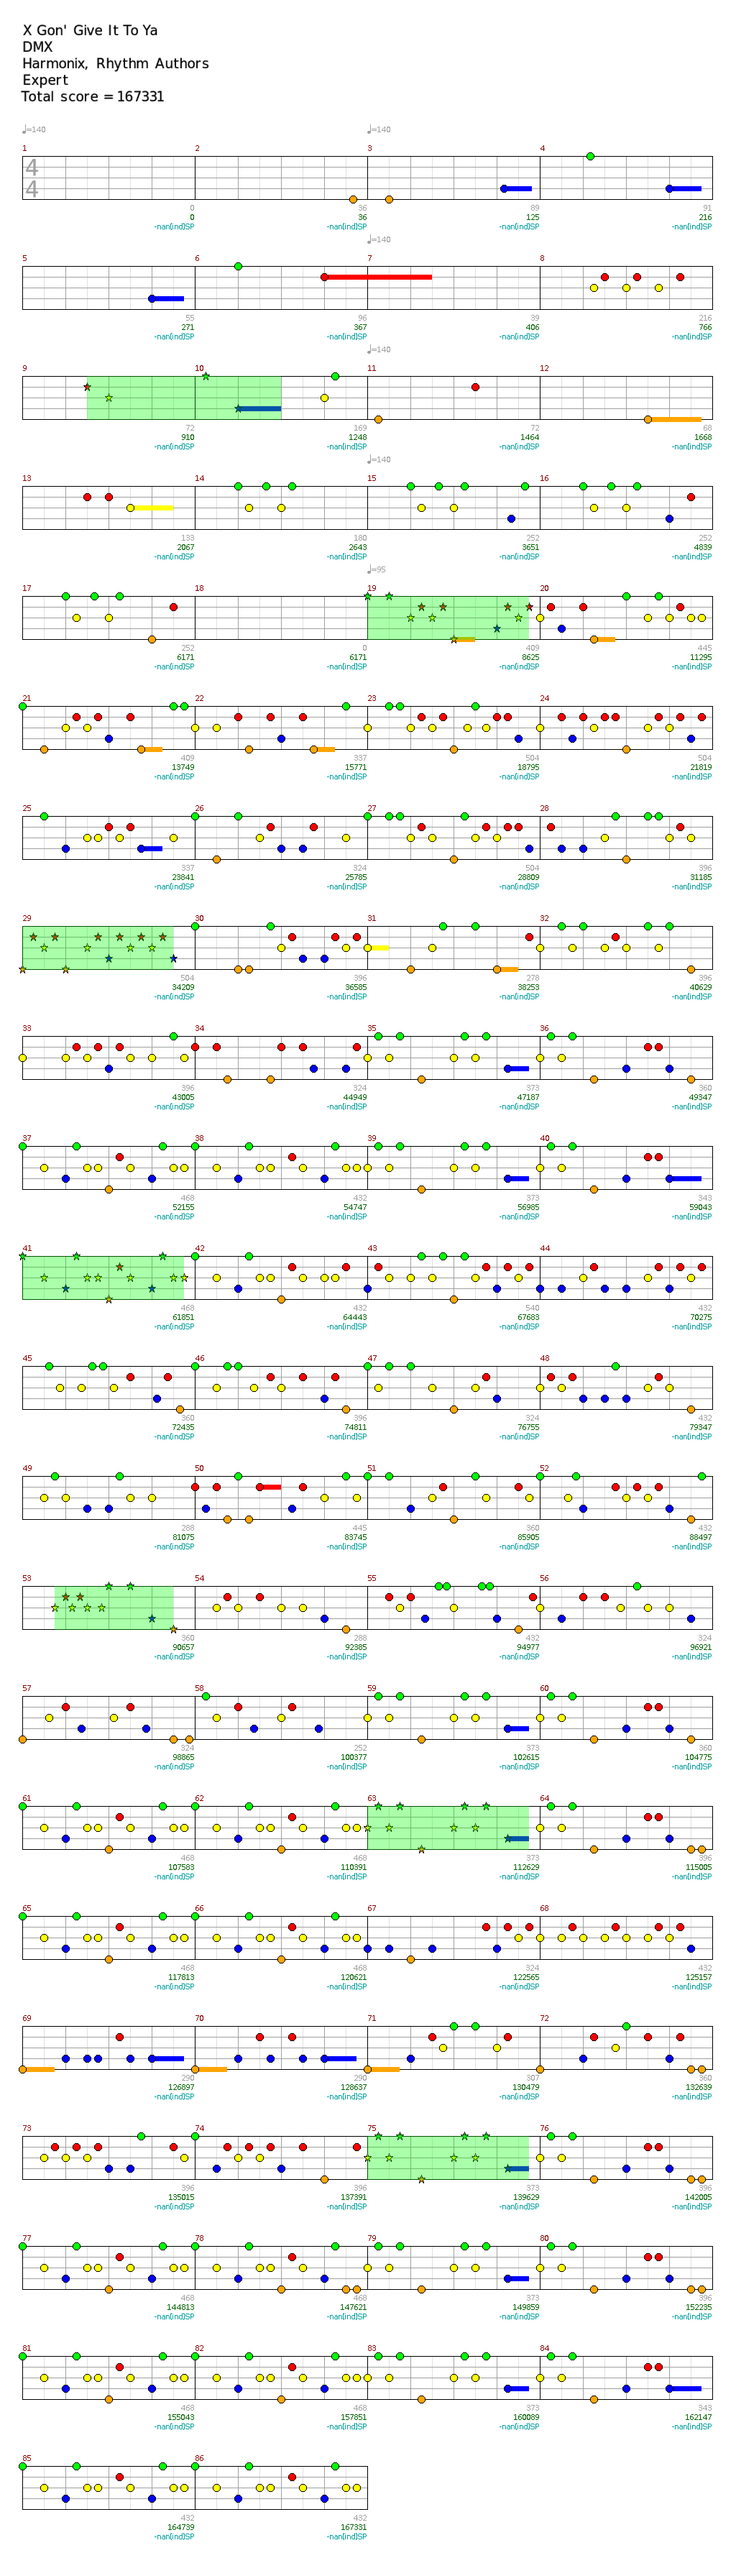 X Gon' Give It To Ya
DMX
Harmonix, Rhythm Authors
Expert
Total score = 167331
♩=140 ♩=140
1 2 3 4
4
4
0 36 89 91
0 36 125 216
-nan(ind)SP -nan(ind)SP -nan(ind)SP -nan(ind)SP
♩=140
5 6 7 8
55 96 39 216
271 367 406 766
-nan(ind)SP -nan(ind)SP -nan(ind)SP -nan(ind)SP
♩=140
9 10 11 12
72 169 72 68
910 1248 1464 1668
-nan(ind)SP -nan(ind)SP -nan(ind)SP -nan(ind)SP
♩=140
13 14 15 16
133 180 252 252
2067 2643 3651 4839
-nan(ind)SP -nan(ind)SP -nan(ind)SP -nan(ind)SP
♩=95
17 18 19 20
252 0 409 445
6171 6171 8625 11295
-nan(ind)SP -nan(ind)SP -nan(ind)SP -nan(ind)SP
21 22 23 24
409 337 504 504
13749 15771 18795 21819
-nan(ind)SP -nan(ind)SP -nan(ind)SP -nan(ind)SP
25 26 27 28
337 324 504 396
23841 25785 28809 31185
-nan(ind)SP -nan(ind)SP -nan(ind)SP -nan(ind)SP
29 30 31 32
504 396 278 396
34209 36585 38253 40629
-nan(ind)SP -nan(ind)SP -nan(ind)SP -nan(ind)SP
33 34 35 36
396 324 373 360
43005 44949 47187 49347
-nan(ind)SP -nan(ind)SP -nan(ind)SP -nan(ind)SP
37 38 39 40
468 432 373 343
52155 54747 56985 59043
-nan(ind)SP -nan(ind)SP -nan(ind)SP -nan(ind)SP
41 42 43 44
468 432 540 432
61851 64443 67683 70275
-nan(ind)SP -nan(ind)SP -nan(ind)SP -nan(ind)SP
45 46 47 48
360 396 324 432
72435 74811 76755 79347
-nan(ind)SP -nan(ind)SP -nan(ind)SP -nan(ind)SP
49 50 51 52
288 445 360 432
81075 83745 85905 88497
-nan(ind)SP -nan(ind)SP -nan(ind)SP -nan(ind)SP
53 54 55 56
360 288 432 324
90657 92385 94977 96921
-nan(ind)SP -nan(ind)SP -nan(ind)SP -nan(ind)SP
57 58 59 60
324 252 373 360
98865 100377 102615 104775
-nan(ind)SP -nan(ind)SP -nan(ind)SP -nan(ind)SP
61 62 63 64
468 468 373 396
107583 110391 112629 115005
-nan(ind)SP -nan(ind)SP -nan(ind)SP -nan(ind)SP
65 66 67 68
468 468 324 432
117813 120621 122565 125157
-nan(ind)SP -nan(ind)SP -nan(ind)SP -nan(ind)SP
69 70 71 72
290 290 307 360
126897 128637 130479 132639
-nan(ind)SP -nan(ind)SP -nan(ind)SP -nan(ind)SP
73 74 75 76
396 396 373 396
135015 137391 139629 142005
-nan(ind)SP -nan(ind)SP -nan(ind)SP -nan(ind)SP
77 78 79 80
468 468 373 396
144813 147621 149859 152235
-nan(ind)SP -nan(ind)SP -nan(ind)SP -nan(ind)SP
81 82 83 84
468 468 373 343
155043 157851 160089 162147
-nan(ind)SP -nan(ind)SP -nan(ind)SP -nan(ind)SP
85 86
432 432
164739 167331
-nan(ind)SP -nan(ind)SP